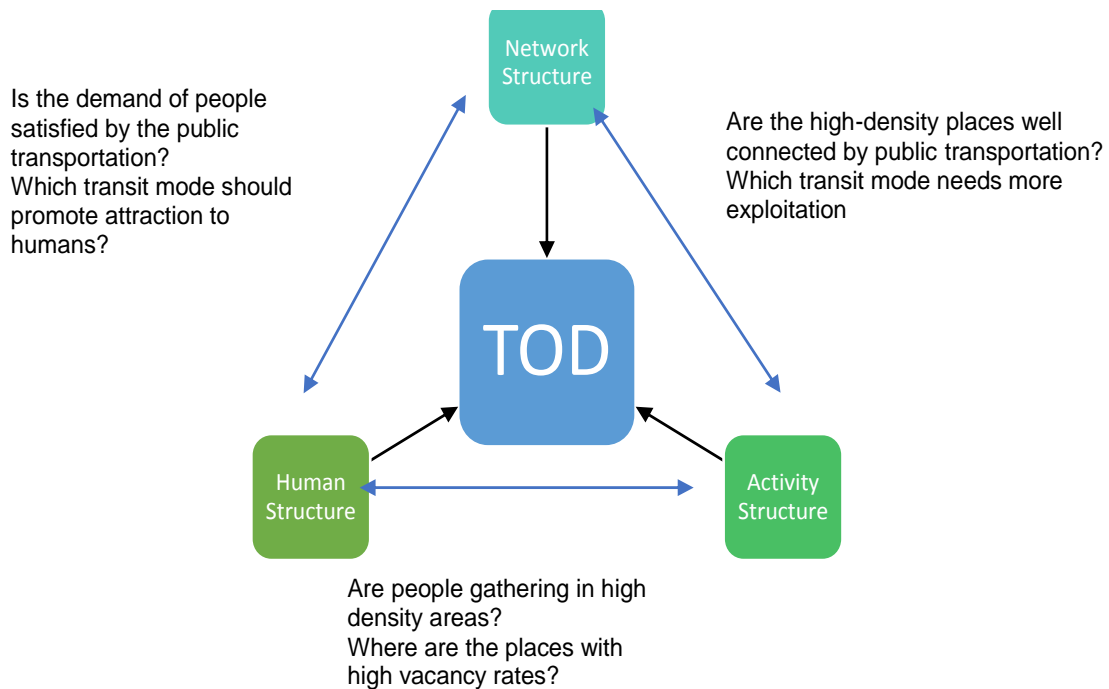 Network
Structure
Is the demand of people
satisfied by the public
transportation?
Which transit mode should
promote attraction to
humans?
Are the high-density places well
connected by public transportation?
Which transit mode needs more
exploitation
TOD
Human
Structure
Activity
Structure
Are people gathering in high
density areas?
Where are the places with
high vacancy rates?